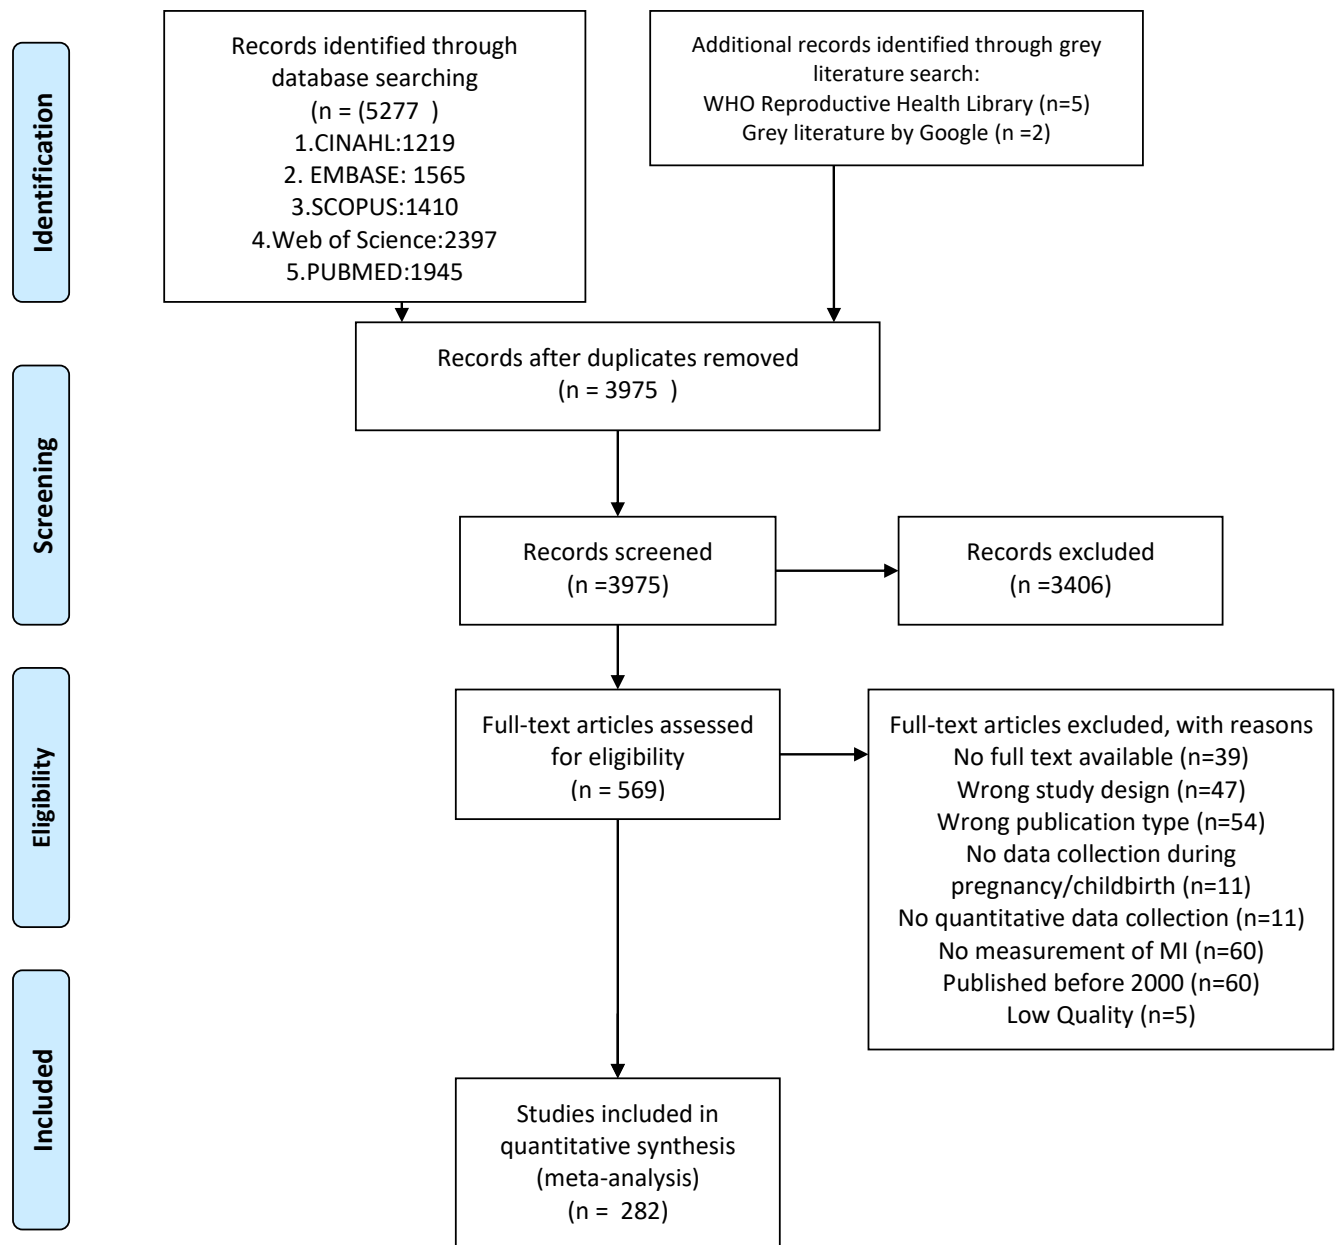 Identification
Records identified through
database searching
(n = (5277 )
1.CINAHL:1219
2. EMBASE: 1565
3.SCOPUS:1410
4.Web of Science:2397
5.PUBMED:1945
Additional records identified through grey
literature search:
WHO Reproductive Health Library (n=5)
Grey literature by Google (n =2)
Records after duplicates removed
(n = 3975 )
Screening
Records screened
(n =3975)
Records excluded
(n =3406)
Eligibility
Full-text articles assessed
for eligibility
(n = 569)
Full-text articles excluded, with reasons
No full text available (n=39)
Wrong study design (n=47)
Wrong publication type (n=54)
No data collection during
pregnancy/childbirth (n=11)
No quantitative data collection (n=11)
No measurement of MI (n=60)
Published before 2000 (n=60)
Low Quality (n=5)
Included
Studies included in
quantitative synthesis
(meta-analysis)
(n = 282)